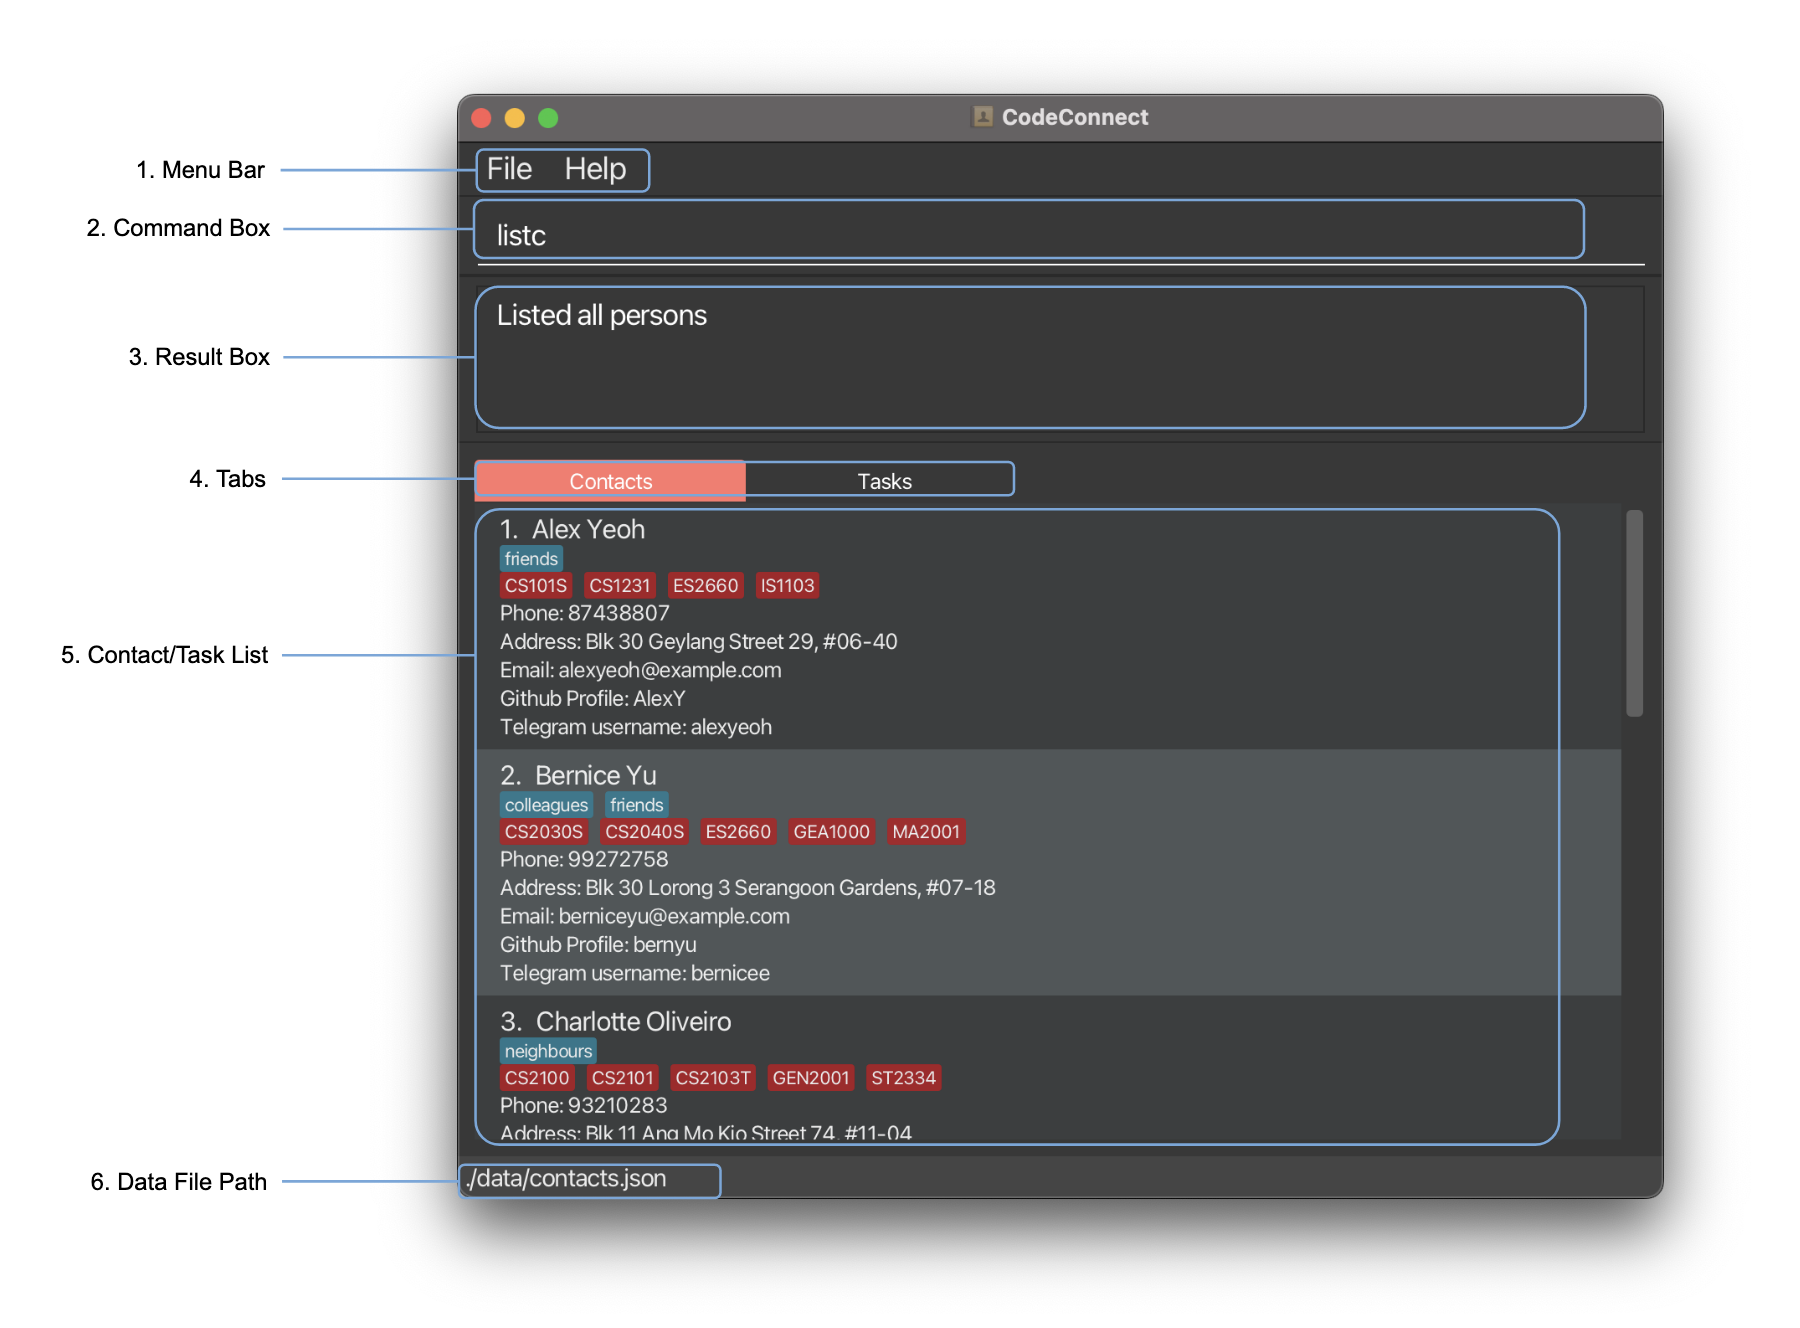 CodeConnect
1. Menu Bar
File Help
2. Command Box
listc
3. Result Box
Listed all persons
4. Tabs
Contacts Tasks
5. Contact/Task List
1. Alex Yeoh
friends
CS101S CS1231 ES2660 IS1103
Phone: 87438807
Address: Blk 30 Geylang Street 29, #06-40
Email: alexyeoh@example.com
Github Profile: AlexY
Telegram username: alexyeoh
2. Bernice Yu
colleagues friends
CS2030S CS2040S ES2660 GEA1000 MA2001
Phone: 99272758
Address: Blk 30 Lorong 3 Serangoon Gardens, #07-18
Email: berniceyu@example.com
Github Profile: bernyu
Telegram username: bernicee
3. Charlotte Oliveiro
neighbours
CS2100 CS2101 CS2103T GEN2001 ST2334
Phone: 93210283
Address: Blk 11 Ang Mo Kio Street 74, #11-04
6. Data File Path
./data/contacts.json